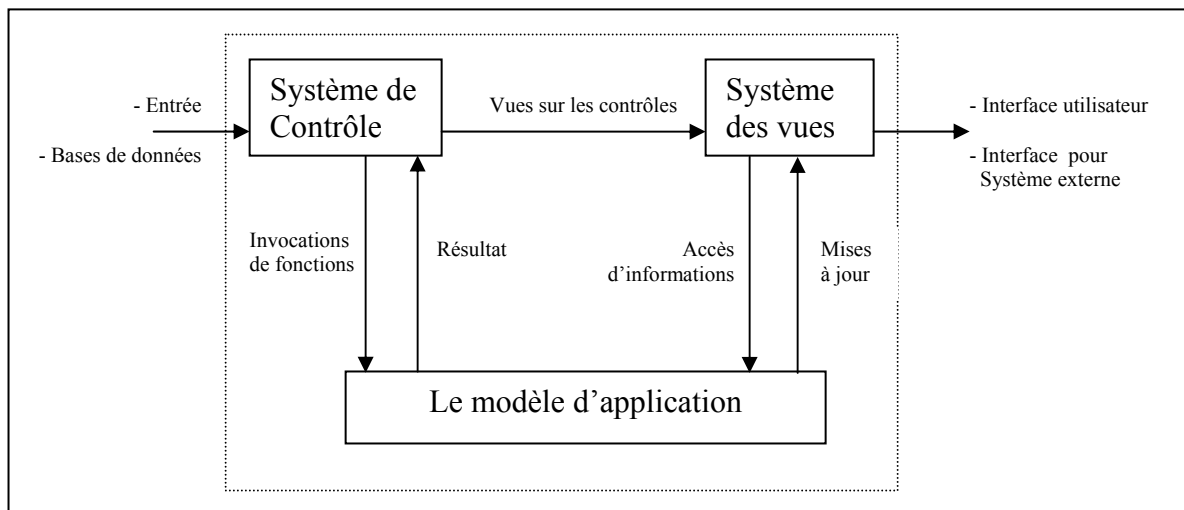 Système de
Contrôle
Système
des vues
- Entrée
- Bases de données
Vues sur les contrôles
- Interface utilisateur
- Interface  pour
Système externe
Invocations
de fonctions
Résultat
Accès
d’informations
Mises
à jour
Le modèle d’application